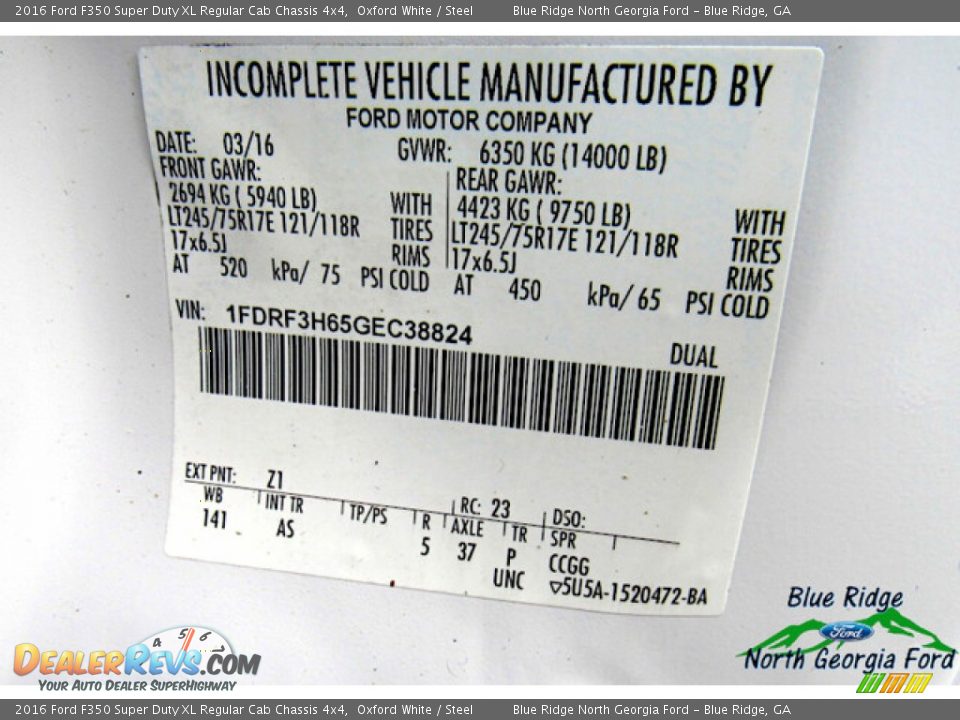 2016 Ford F350 Super Duty XL Regular Cab Chassis 4x4, Oxford White / Steel Blue Ridge North Georgia Ford - Blue Ridge, GA
INCOMPLETE VEHICLE MANUFACTURED BY
FORD MOTOR COMPANY
DATE: 03/16 GVWR: 6350 KG (14000 LB)
FRONT GAWR: REAR GAWR:
2694 KG ( 5940 LB) WITH 4423 KG ( 9750 LB) WITH
LT245/75R17E 121/118R TIRES LT245/75R17E 121/118R TIRES
17x6.5J RIMS 17x6.5J RIMS
AT 520 kPa/ 75 PSI COLD AT 450 kPa/ 65 PSI COLD
VIN: 1FDRF3H65GEC38824
DUAL
EXT PNT: Z1 RC: 23 DSO:
WB INT TR TP/PS R AXLE TR SPR
141 AS 5 37 P CCGG
UNC ▽5U5A-1520472-BA
Blue Ridge
Ford
North Georgia Ford
4 5 6
DEALERREVS.COM
YOUR AUTO DEALER SUPERHIGHWAY
2016 Ford F350 Super Duty XL Regular Cab Chassis 4x4, Oxford White / Steel Blue Ridge North Georgia Ford - Blue Ridge, GA